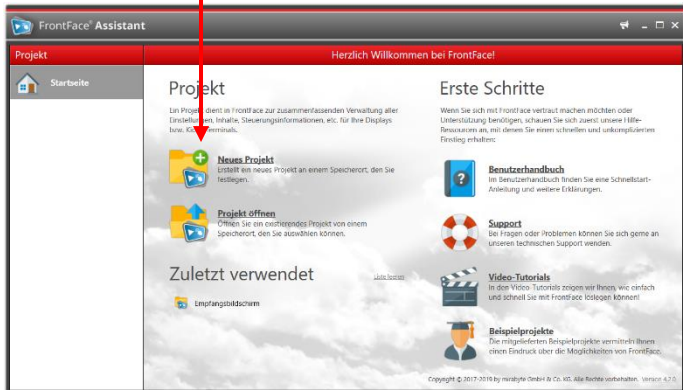 FrontFace® Assistant
Projekt
Herzlich Willkommen bei FrontFace!
Startseite
Projekt
Ein Projekt dient in FrontFace zur zusammenfassenden Verwaltung aller
Einstellungen, Inhalte, Steuerungsinformationen, etc. für Ihre Displays
bzw. Kiosk-Terminals.
Neues Projekt
Erstellt ein neues Projekt an einem Speicherort, den Sie
festlegen.
Projekt öffnen
Öffnen Sie ein existierendes Projekt von einem
Speicherort, den Sie auswählen können.
Zuletzt verwendet
Liste leeren
Empfangsbildschirm
Erste Schritte
Wenn Sie sich mit FrontFace vertraut machen möchten oder
Unterstützung benötigen, schauen Sie sich zuerst unsere Hilfe-
Ressourcen an, mit denen Sie einen schnellen und unkomplizierten
Einstieg erhalten:
Benutzerhandbuch
Im Benutzerhandbuch finden Sie eine Schnellstart-
Anleitung und weitere Erklärungen.
Support
Bei Fragen oder Problemen können Sie sich gerne an
unseren technischen Support wenden.
Video-Tutorials
In den Video-Tutorials zeigen wir Ihnen, wie einfach
und schnell Sie mit FrontFace loslegen können!
Beispielprojekte
Die mitgelieferten Beispielprojekte vermitteln Ihnen
einen Eindruck über die Möglichkeiten von FrontFace.
Copyright © 2017-2019 by mirabyte GmbH & Co. KG. Alle Rechte vorbehalten. Version 4.2.0